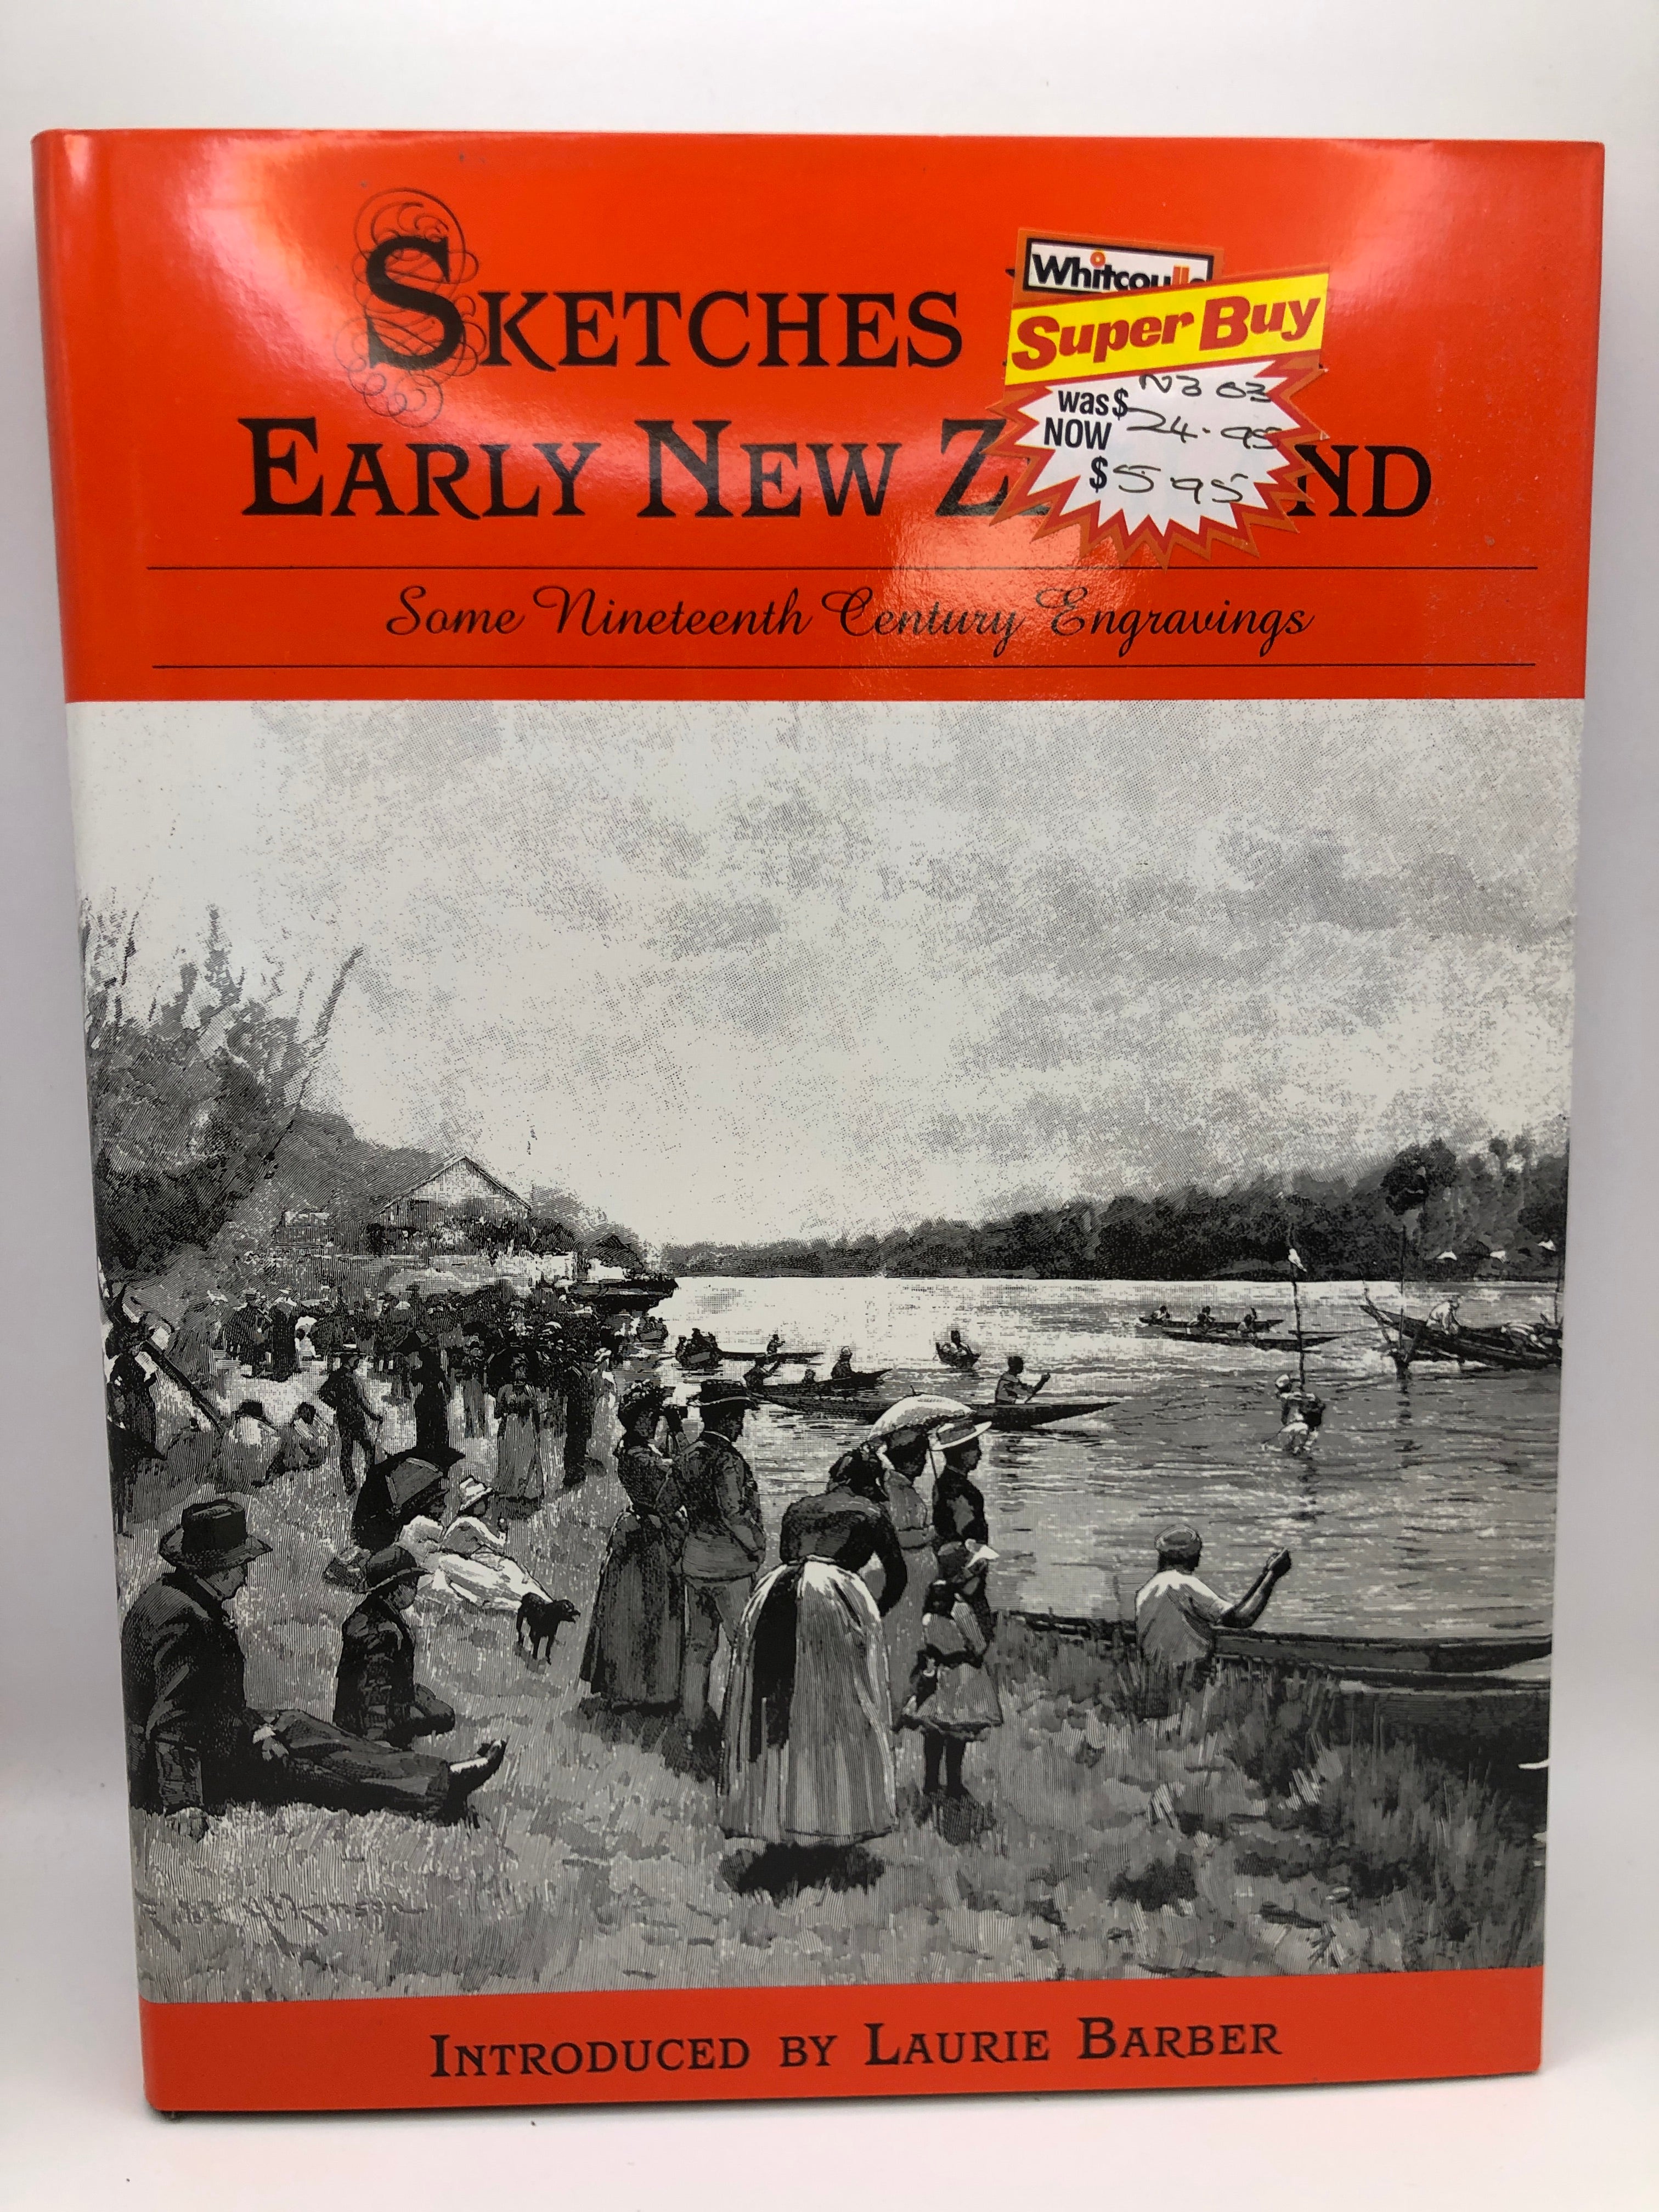 SKETCHES
Whitcoulls
Super Buy
N3 03
was $ 24.95
NOW
$ 5.95
EARLY NEW Z ND
Some Nineteenth Century Engravings
INTRODUCED BY LAURIE BARBER